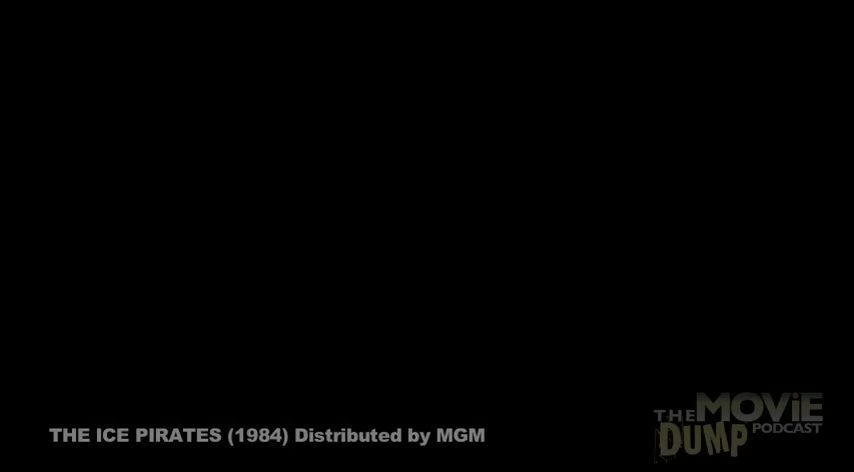 THE ICE PIRATES (1984) Distributed by MGM
THE MOViE
DUMP PODCAST